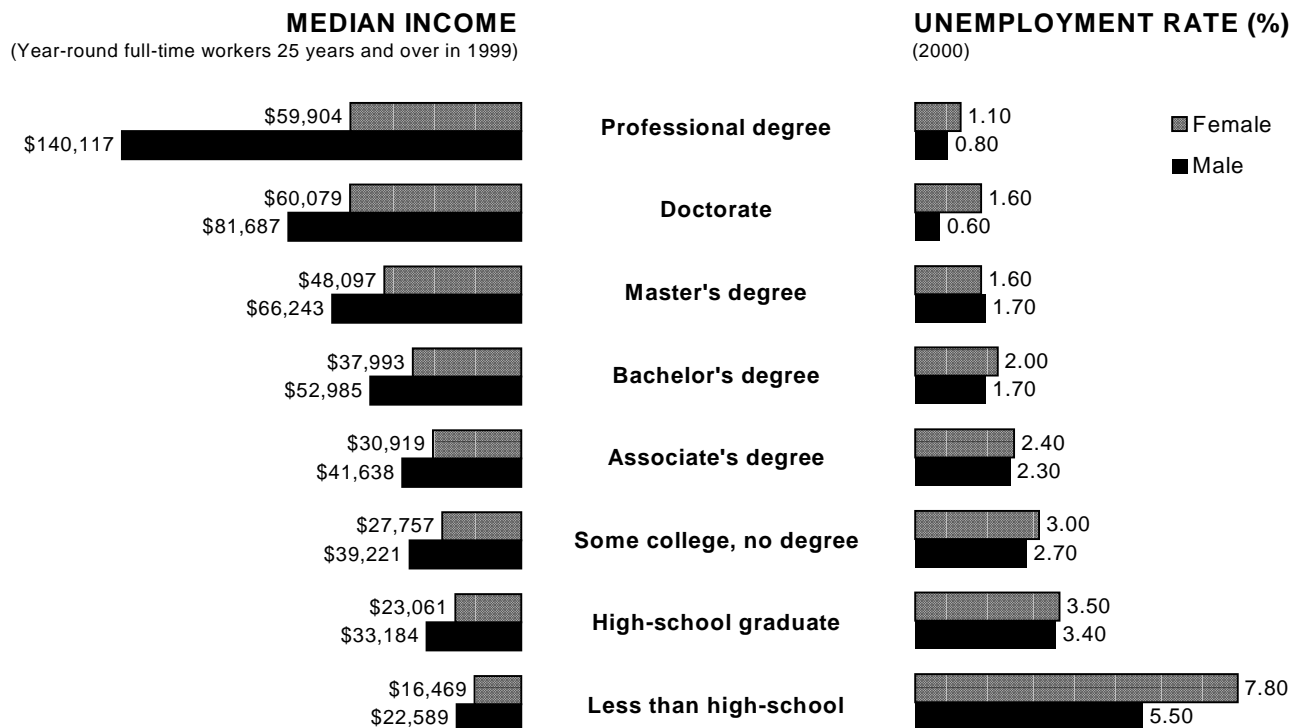 MEDIAN INCOME
(Year-round full-time workers 25 years and over in 1999)
UNEMPLOYMENT RATE (%)
(2000)
Female
Male
$59,904
$140,117
Professional degree
1.10
0.80
$60,079
$81,687
Doctorate
1.60
0.60
$48,097
$66,243
Master's degree
1.60
1.70
$37,993
$52,985
Bachelor's degree
2.00
1.70
$30,919
$41,638
Associate's degree
2.40
2.30
$27,757
$39,221
Some college, no degree
3.00
2.70
$23,061
$33,184
High-school graduate
3.50
3.40
$16,469
$22,589
Less than high-school
7.80
5.50